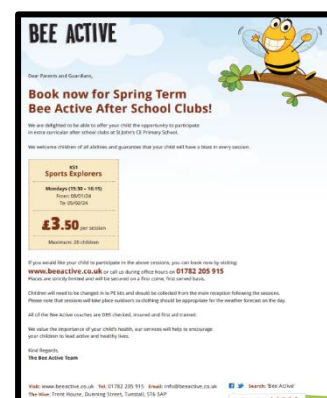 BEE ACTIVE
Dear Parents and Guardians,
Book now for Spring Term
Bee Active After School Clubs!
We are delighted to be able to offer your child the opportunity to participate
in extra curricular after school clubs at St John's CE Primary School.
We welcome children of all abilities and guarantee that your child will have a blast in every session.
KS1
Sports Explorers
Mondays (15:30 - 16:15)
From: 08/01/24
To: 05/02/24
£3.50 per session
Maximum: 20 children
If you would like your child to participate in the above sessions, you can book now by visiting:
www.beeactive.co.uk or call us during office hours on 01782 205 915
Places are strictly limited and will be secured on a first come, first served basis.
Children will need to be changed in to PE kits and should be collected from the main reception following the sessions.
Please note that sessions will take place outdoors so clothing should be appropriate for the weather forecast on the day.
All of the Bee Active coaches are DBS checked, insured and first aid trained.
We value the importance of your child's health, our services will help to encourage
your children to lead active and healthy lives.
Kind Regards,
The Bee Active Team
Visit: www.beeactive.co.uk Tel: 01782 205 915 Email: info@beeactive.co.uk Search: 'Bee Active'
The Hive: Trent House, Dunning Street, Tunstall, ST6 5AP